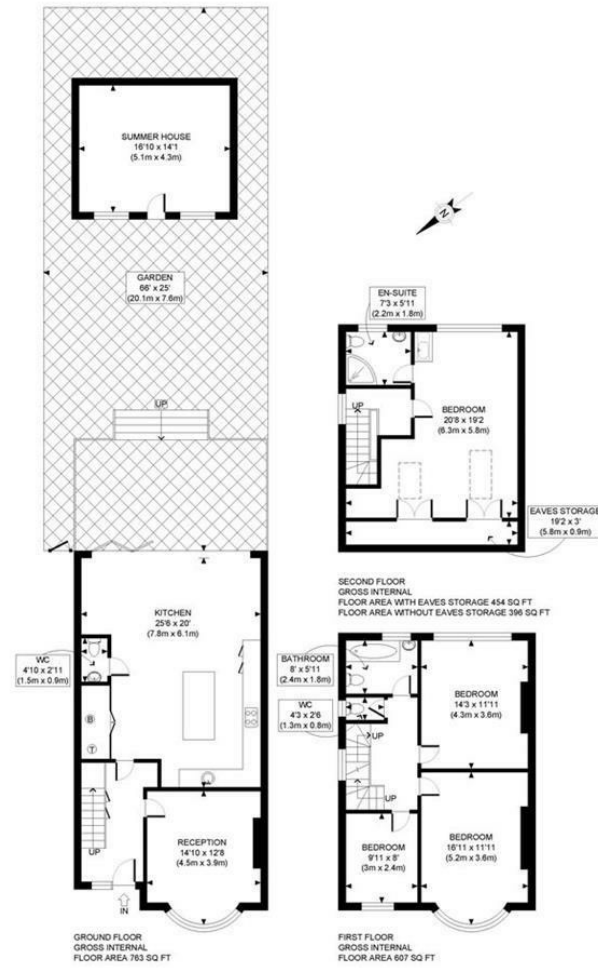 SUMMER HOUSE
16'10 x 14'1
(5.1m x 4.3m)
GARDEN
66' x 25'
(20.1m x 7.6m)
UP
KITCHEN
25'6 x 20'
(7.8m x 6.1m)
WC
4'10 x 2'11
(1.5m x 0.9m)
B
T
UP
RECEPTION
14'10 x 12'8
(4.5m x 3.9m)
IN
GROUND FLOOR
GROSS INTERNAL
FLOOR AREA 763 SQ FT
N
EN-SUITE
7'3 x 5'11
(2.2m x 1.8m)
UP
BEDROOM
20'8 x 19'2
(6.3m x 5.8m)
EAVES STORAGE
19'2 x 3'
(5.8m x 0.9m)
SECOND FLOOR
GROSS INTERNAL
FLOOR AREA WITH EAVES STORAGE 454 SQ FT
FLOOR AREA WITHOUT EAVES STORAGE 396 SQ FT
BATHROOM
8' x 5'11
(2.4m x 1.8m)
WC
4'3 x 2'6
(1.3m x 0.8m)
UP
UP
BEDROOM
14'3 x 11'11
(4.3m x 3.6m)
BEDROOM
9'11 x 8'
(3m x 2.4m)
BEDROOM
16'11 x 11'11
(5.2m x 3.6m)
FIRST FLOOR
GROSS INTERNAL
FLOOR AREA 607 SQ FT